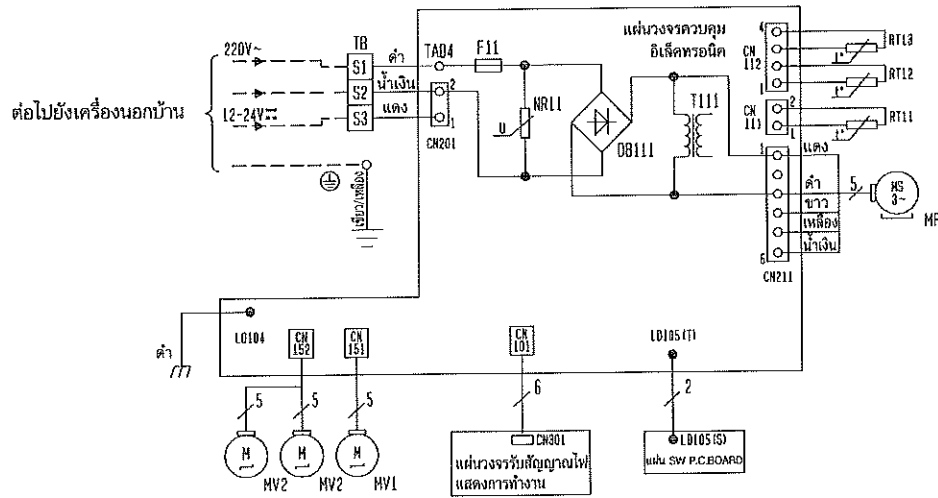 220V~
TB
S1
ดำ
TAD4
F11
S2
น้ำเงิน
2
12-24V
S3
แดง
1
CN201
NR11
U
ต่อไปยังเครื่องนอกบ้าน
เขียว/เหลือง
DB111
T111
แผ่นวงจรควบคุม
อิเล็คทรอนิค
4
CN
112
1
RT13
t°
RT12
t°
2
CN
111
1
RT11
t°
1
แดง
ดำ
ขาว
เหลือง
น้ำเงิน
6
CN211
5
MS
3~
MF
LG104
ดำ
CN
152
CN
151
CN
101
LD105(T)
5
5
5
6
2
M
M
M
MV2
MV2
MV1
CN301
แผ่นวงจรรับสัญญาณไฟ
แสดงการทำงาน
LD105(S)
แผ่น SW P.C.BOARD